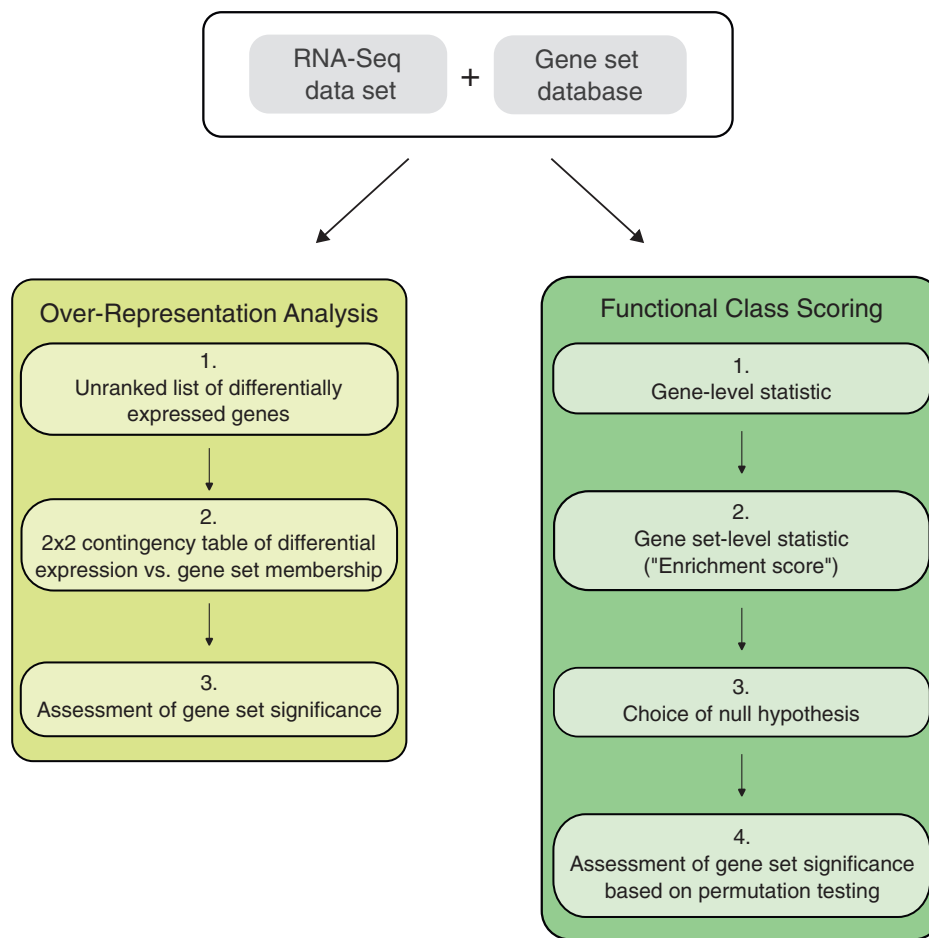 RNA-Seq
data set
+
Gene set
database
Over-Representation Analysis
1.
Unranked list of differentially
expressed genes
2.
2x2 contingency table of differential
expression vs. gene set membership
3.
Assessment of gene set significance
Functional Class Scoring
1.
Gene-level statistic
2.
Gene set-level statistic
("Enrichment score")
3.
Choice of null hypothesis
4.
Assessment of gene set significance
based on permutation testing